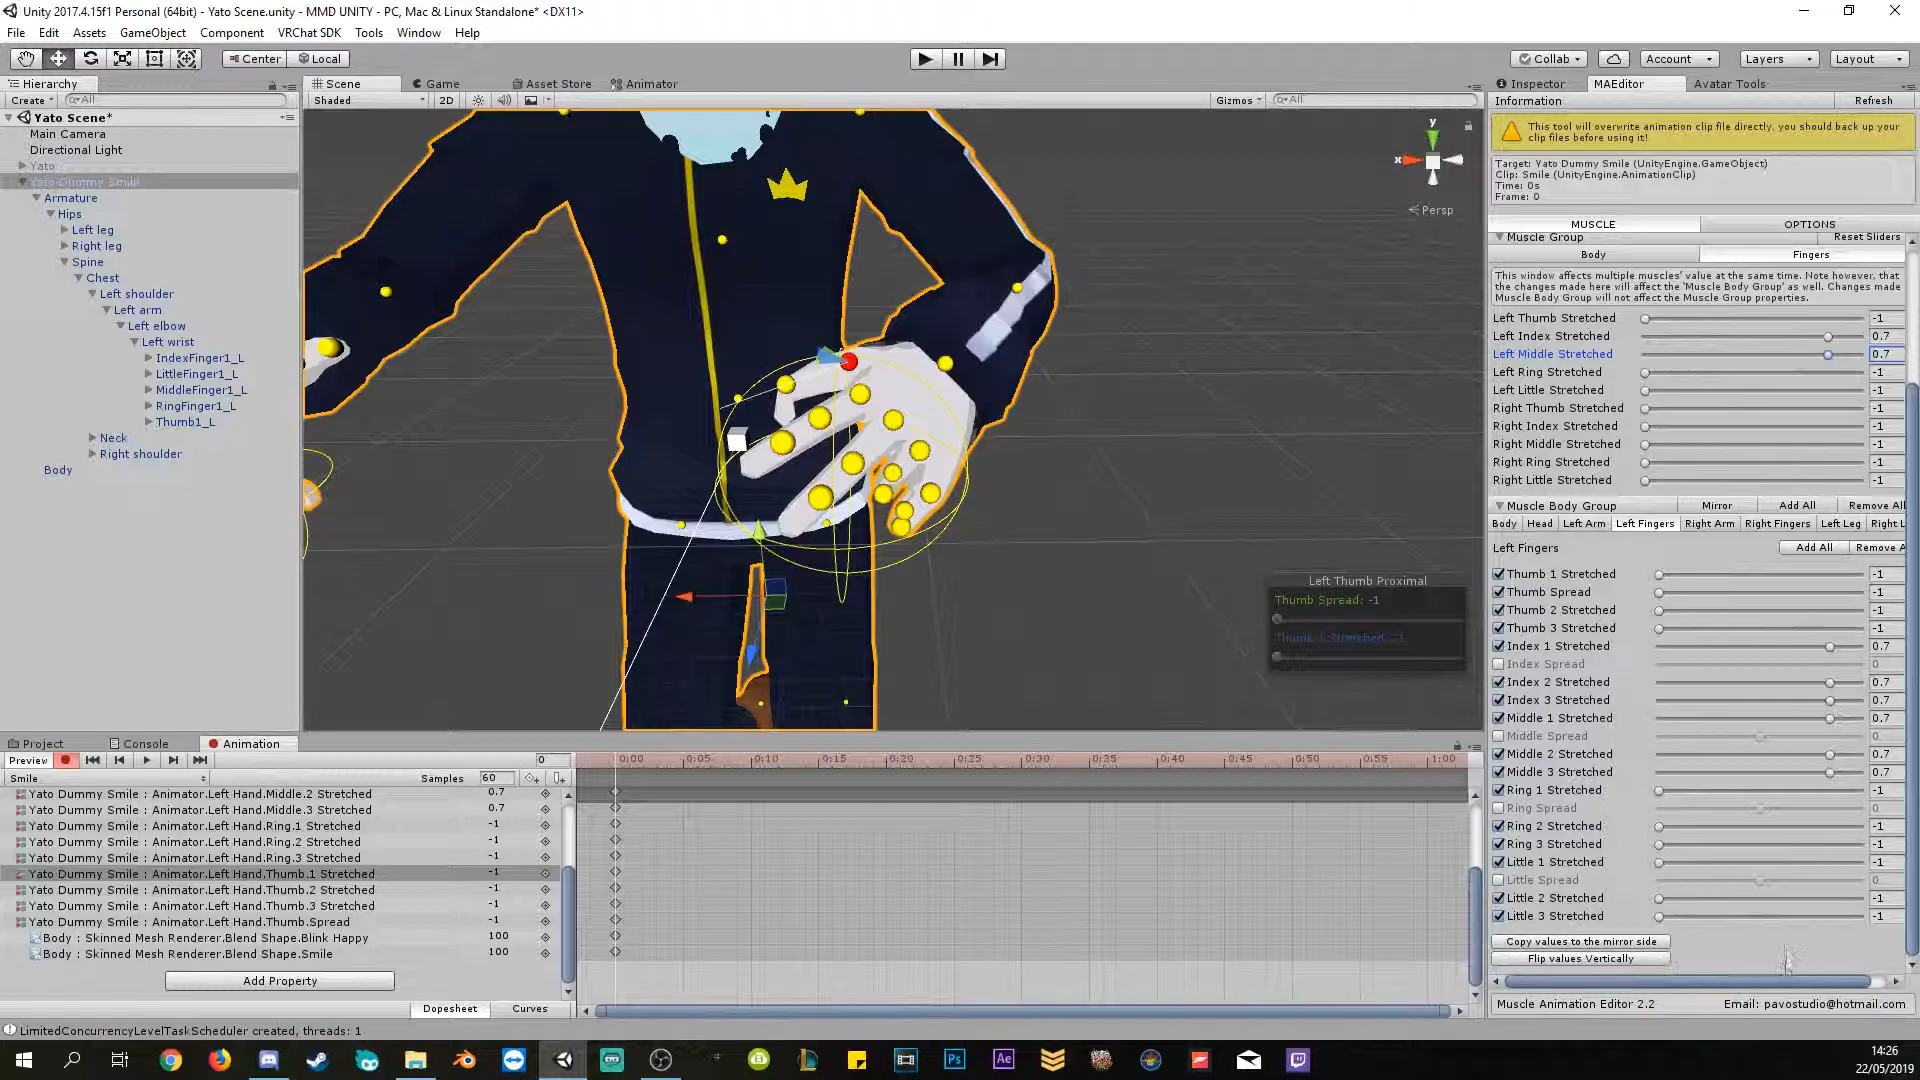 Unity 2017.4.15f1 Personal (64bit) - Yato Scene.unity - MMD UNITY - PC, Mac & Linux Standalone* <DX11>
File Edit Assets GameObject Component VRChat SDK Tools Window Help
Center Local Collab Account Layers Layout
Hierarchy Scene Game Asset Store Animator Inspector MAEditor Avatar Tools
Create All Shaded 2D Gizmos All Information Refresh
Yato Scene*
Main Camera
Directional Light
Yato
Yato Dummy Smile
Armature
Hips
Left leg
Right leg
Spine
Chest
Left shoulder
Left arm
Left elbow
Left wrist
IndexFinger1_L
LittleFinger1_L
MiddleFinger1_L
RingFinger1_L
Thumb1_L
Neck
Right shoulder
Body
y
x
Persp
Left Thumb Proximal
Thumb Spread: -1
This tool will overwrite animation clip file directly, you should back up your
clip files before using it!
Target: Yato Dummy Smile (UnityEngine.GameObject)
Clip: Smile (UnityEngine.AnimationClip)
Time: 0s
Frame: 0
MUSCLE OPTIONS
Muscle Group Reset Sliders
Body Fingers
This window affects multiple muscles' value at the same time. Note however, that
the changes made here will affect the 'Muscle Body Group' as well. Changes made
Muscle Body Group will not affect the Muscle Group properties.
Left Thumb Stretched -1
Left Index Stretched 0.7
Left Middle Stretched 0.7
Left Ring Stretched -1
Left Little Stretched -1
Right Thumb Stretched -1
Right Index Stretched -1
Right Middle Stretched -1
Right Ring Stretched -1
Right Little Stretched -1
Muscle Body Group Mirror Add All Remove All
Body Head Left Arm Left Fingers Right Arm Right Fingers Left Leg Right L
Left Fingers Add All Remove A
Thumb 1 Stretched -1
Thumb Spread -1
Thumb 2 Stretched -1
Thumb 3 Stretched -1
Index 1 Stretched 0.7
Index Spread 0
Index 2 Stretched 0.7
Index 3 Stretched 0.7
Middle 1 Stretched 0.7
Middle Spread 0
Middle 2 Stretched 0.7
Middle 3 Stretched 0.7
Ring 1 Stretched -1
Ring Spread 0
Ring 2 Stretched -1
Ring 3 Stretched -1
Little 1 Stretched -1
Little Spread 0
Little 2 Stretched -1
Little 3 Stretched -1
Copy values to the mirror side
Flip values Vertically
Muscle Animation Editor 2.2 Email: pavostudio@hotmail.com
Project Console Animation
Preview 0 0:00 0:05 0:10 0:15 0:20 0:25 0:30 0:35 0:40 0:45 0:50 0:55 1:00
Smile Samples 60
Yato Dummy Smile : Animator.Left Hand.Middle.2 Stretched 0.7
Yato Dummy Smile : Animator.Left Hand.Middle.3 Stretched 0.7
Yato Dummy Smile : Animator.Left Hand.Ring.1 Stretched -1
Yato Dummy Smile : Animator.Left Hand.Ring.2 Stretched -1
Yato Dummy Smile : Animator.Left Hand.Ring.3 Stretched -1
Yato Dummy Smile : Animator.Left Hand.Thumb.1 Stretched -1
Yato Dummy Smile : Animator.Left Hand.Thumb.2 Stretched -1
Yato Dummy Smile : Animator.Left Hand.Thumb.3 Stretched -1
Yato Dummy Smile : Animator.Left Hand.Thumb.Spread -1
Body : Skinned Mesh Renderer.Blend Shape.Blink Happy 100
Body : Skinned Mesh Renderer.Blend Shape.Smile 100
Add Property
Dopesheet Curves
LimitedConcurrencyLevelTaskScheduler created, threads: 1
Ps Ae
14:26
22/05/2019